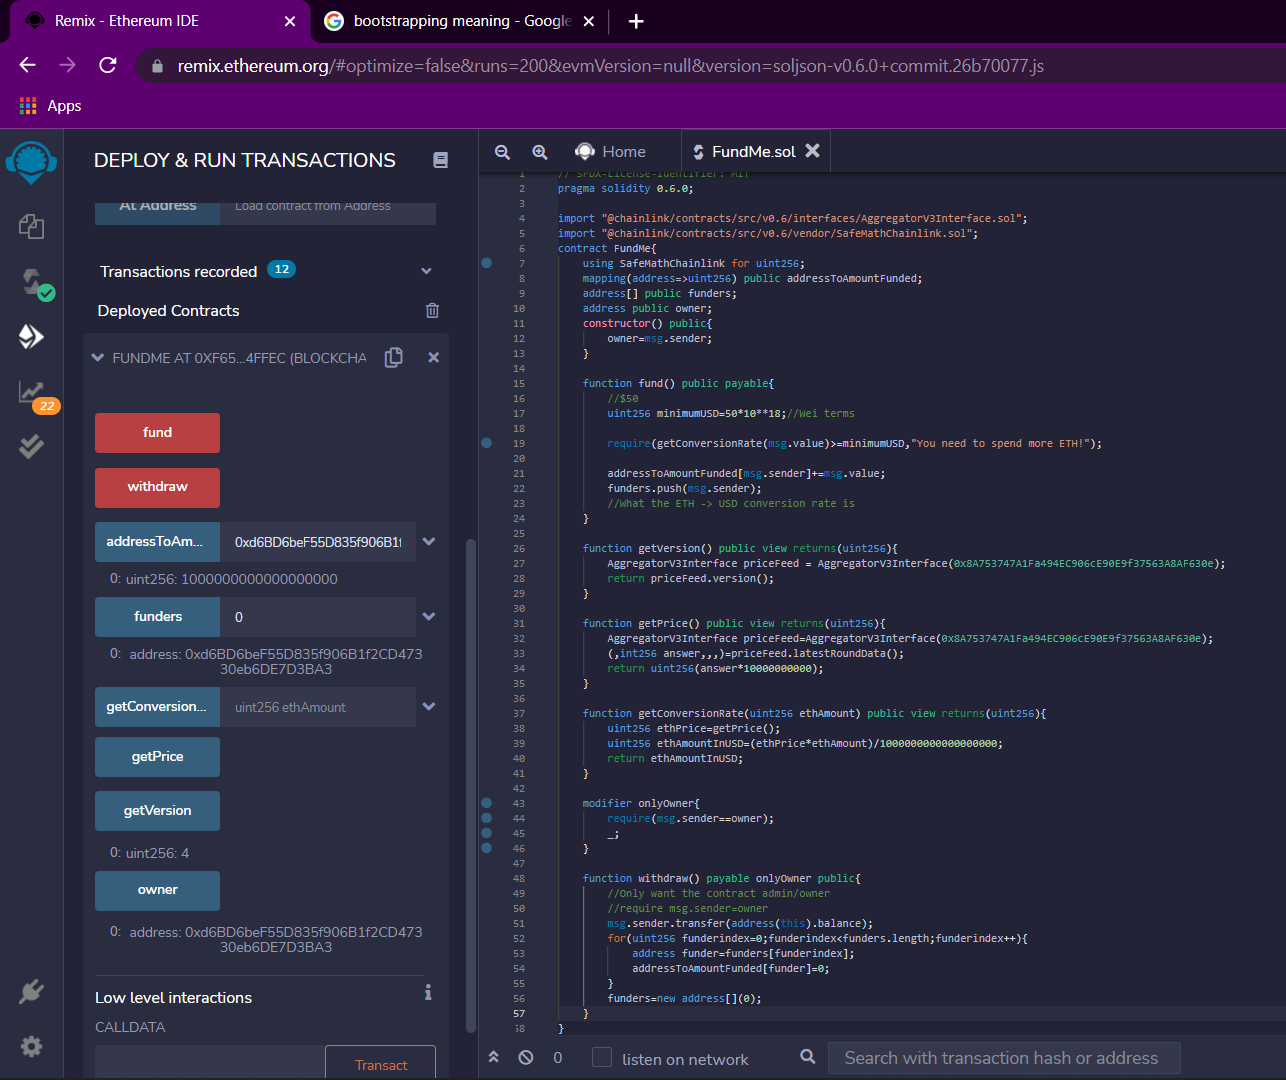 Remix - Ethereum IDE
bootstrapping meaning - Google
remix.ethereum.org/#optimize=false&runs=200&evmVersion=null&version=soljson-v0.6.0+commit.26b70077.js
Apps
DEPLOY & RUN TRANSACTIONS
At Address
Load contract from Address
Transactions recorded 12
Deployed Contracts
FUNDME AT 0XF65...4FFEC (BLOCKCHA
fund
withdraw
addressToAm... 0xd6BD6beF55D835f906B1f
0: uint256: 1000000000000000000
funders 0
0: address: 0xd6BD6beF55D835f906B1f2CD473
30eb6DE7D3BA3
getConversion... uint256 ethAmount
getPrice
getVersion
0: uint256: 4
owner
0: address: 0xd6BD6beF55D835f906B1f2CD473
30eb6DE7D3BA3
Low level interactions
CALLDATA
Transact
22
Home
FundMe.sol
1 // SPDX-License-Identifier: MIT
2 pragma solidity 0.6.0;
3
4 import "@chainlink/contracts/src/v0.6/interfaces/AggregatorV3Interface.sol";
5 import "@chainlink/contracts/src/v0.6/vendor/SafeMathChainlink.sol";
6 contract FundMe{
7 using SafeMathChainlink for uint256;
8 mapping(address=>uint256) public addressToAmountFunded;
9 address[] public funders;
10 address public owner;
11 constructor() public{
12 owner=msg.sender;
13 }
14
15 function fund() public payable{
16 //$50
17 uint256 minimumUSD=50*10**18;//Wei terms
18
19 require(getConversionRate(msg.value)>=minimumUSD,"You need to spend more ETH!");
20
21 addressToAmountFunded[msg.sender]+=msg.value;
22 funders.push(msg.sender);
23 //What the ETH -> USD conversion rate is
24 }
25
26 function getVersion() public view returns(uint256){
27 AggregatorV3Interface priceFeed = AggregatorV3Interface(0x8A753747A1Fa494EC906cE90E9f37563A8AF630e);
28 return priceFeed.version();
29 }
30
31 function getPrice() public view returns(uint256){
32 AggregatorV3Interface priceFeed=AggregatorV3Interface(0x8A753747A1Fa494EC906cE90E9f37563A8AF630e);
33 (,int256 answer,,,)=priceFeed.latestRoundData();
34 return uint256(answer*10000000000);
35 }
36
37 function getConversionRate(uint256 ethAmount) public view returns(uint256){
38 uint256 ethPrice=getPrice();
39 uint256 ethAmountInUSD=(ethPrice*ethAmount)/1000000000000000000;
40 return ethAmountInUSD;
41 }
42
43 modifier onlyOwner{
44 require(msg.sender==owner);
45 _;
46 }
47
48 function withdraw() payable onlyOwner public{
49 //Only want the contract admin/owner
50 //require msg.sender=owner
51 msg.sender.transfer(address(this).balance);
52 for(uint256 funderindex=0;funderindex<funders.length;funderindex++){
53 address funder=funders[funderindex];
54 addressToAmountFunded[funder]=0;
55 }
56 funders=new address[](0);
57 }
58 }
0 listen on network Search with transaction hash or address